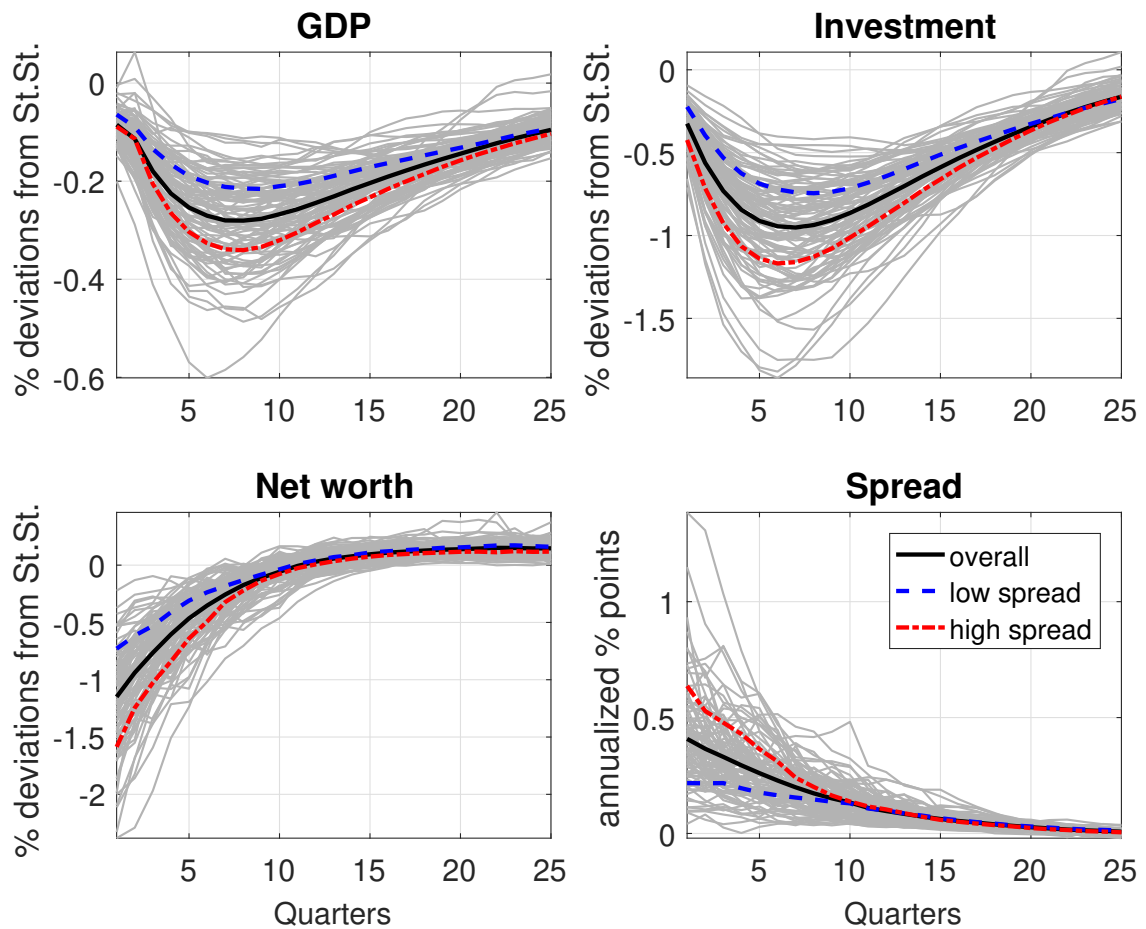 GDP
% deviations from St.St.
0
-0.2
-0.4
-0.6
5 10 15 20 25
Investment
% deviations from St.St.
0
-0.5
-1
-1.5
5 10 15 20 25
Net worth
% deviations from St.St.
0
-0.5
-1
-1.5
-2
5 10 15 20 25
Quarters
Spread
annualized % points
1
0.5
0
overall
low spread
high spread
5 10 15 20 25
Quarters